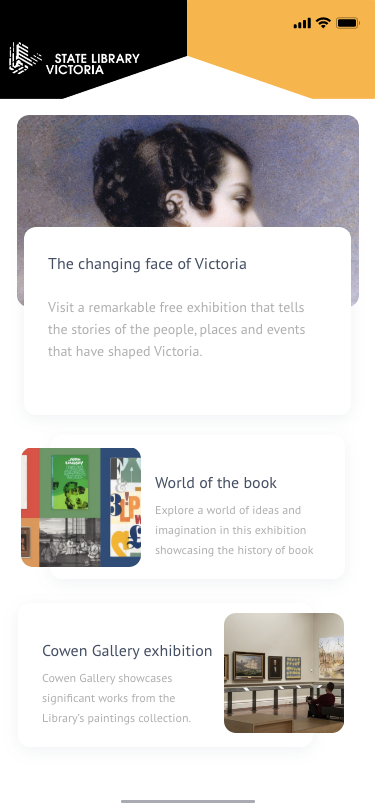 STATE LIBRARY
VICTORIA
The changing face of Victoria
Visit a remarkable free exhibition that tells
the stories of the people, places and events
that have shaped Victoria.
World of the book
Explore a world of ideas and
imagination in this exhibition
showcasing the history of book
Cowen Gallery exhibition
Cowen Gallery showcases
significant works from the
Library's paintings collection.